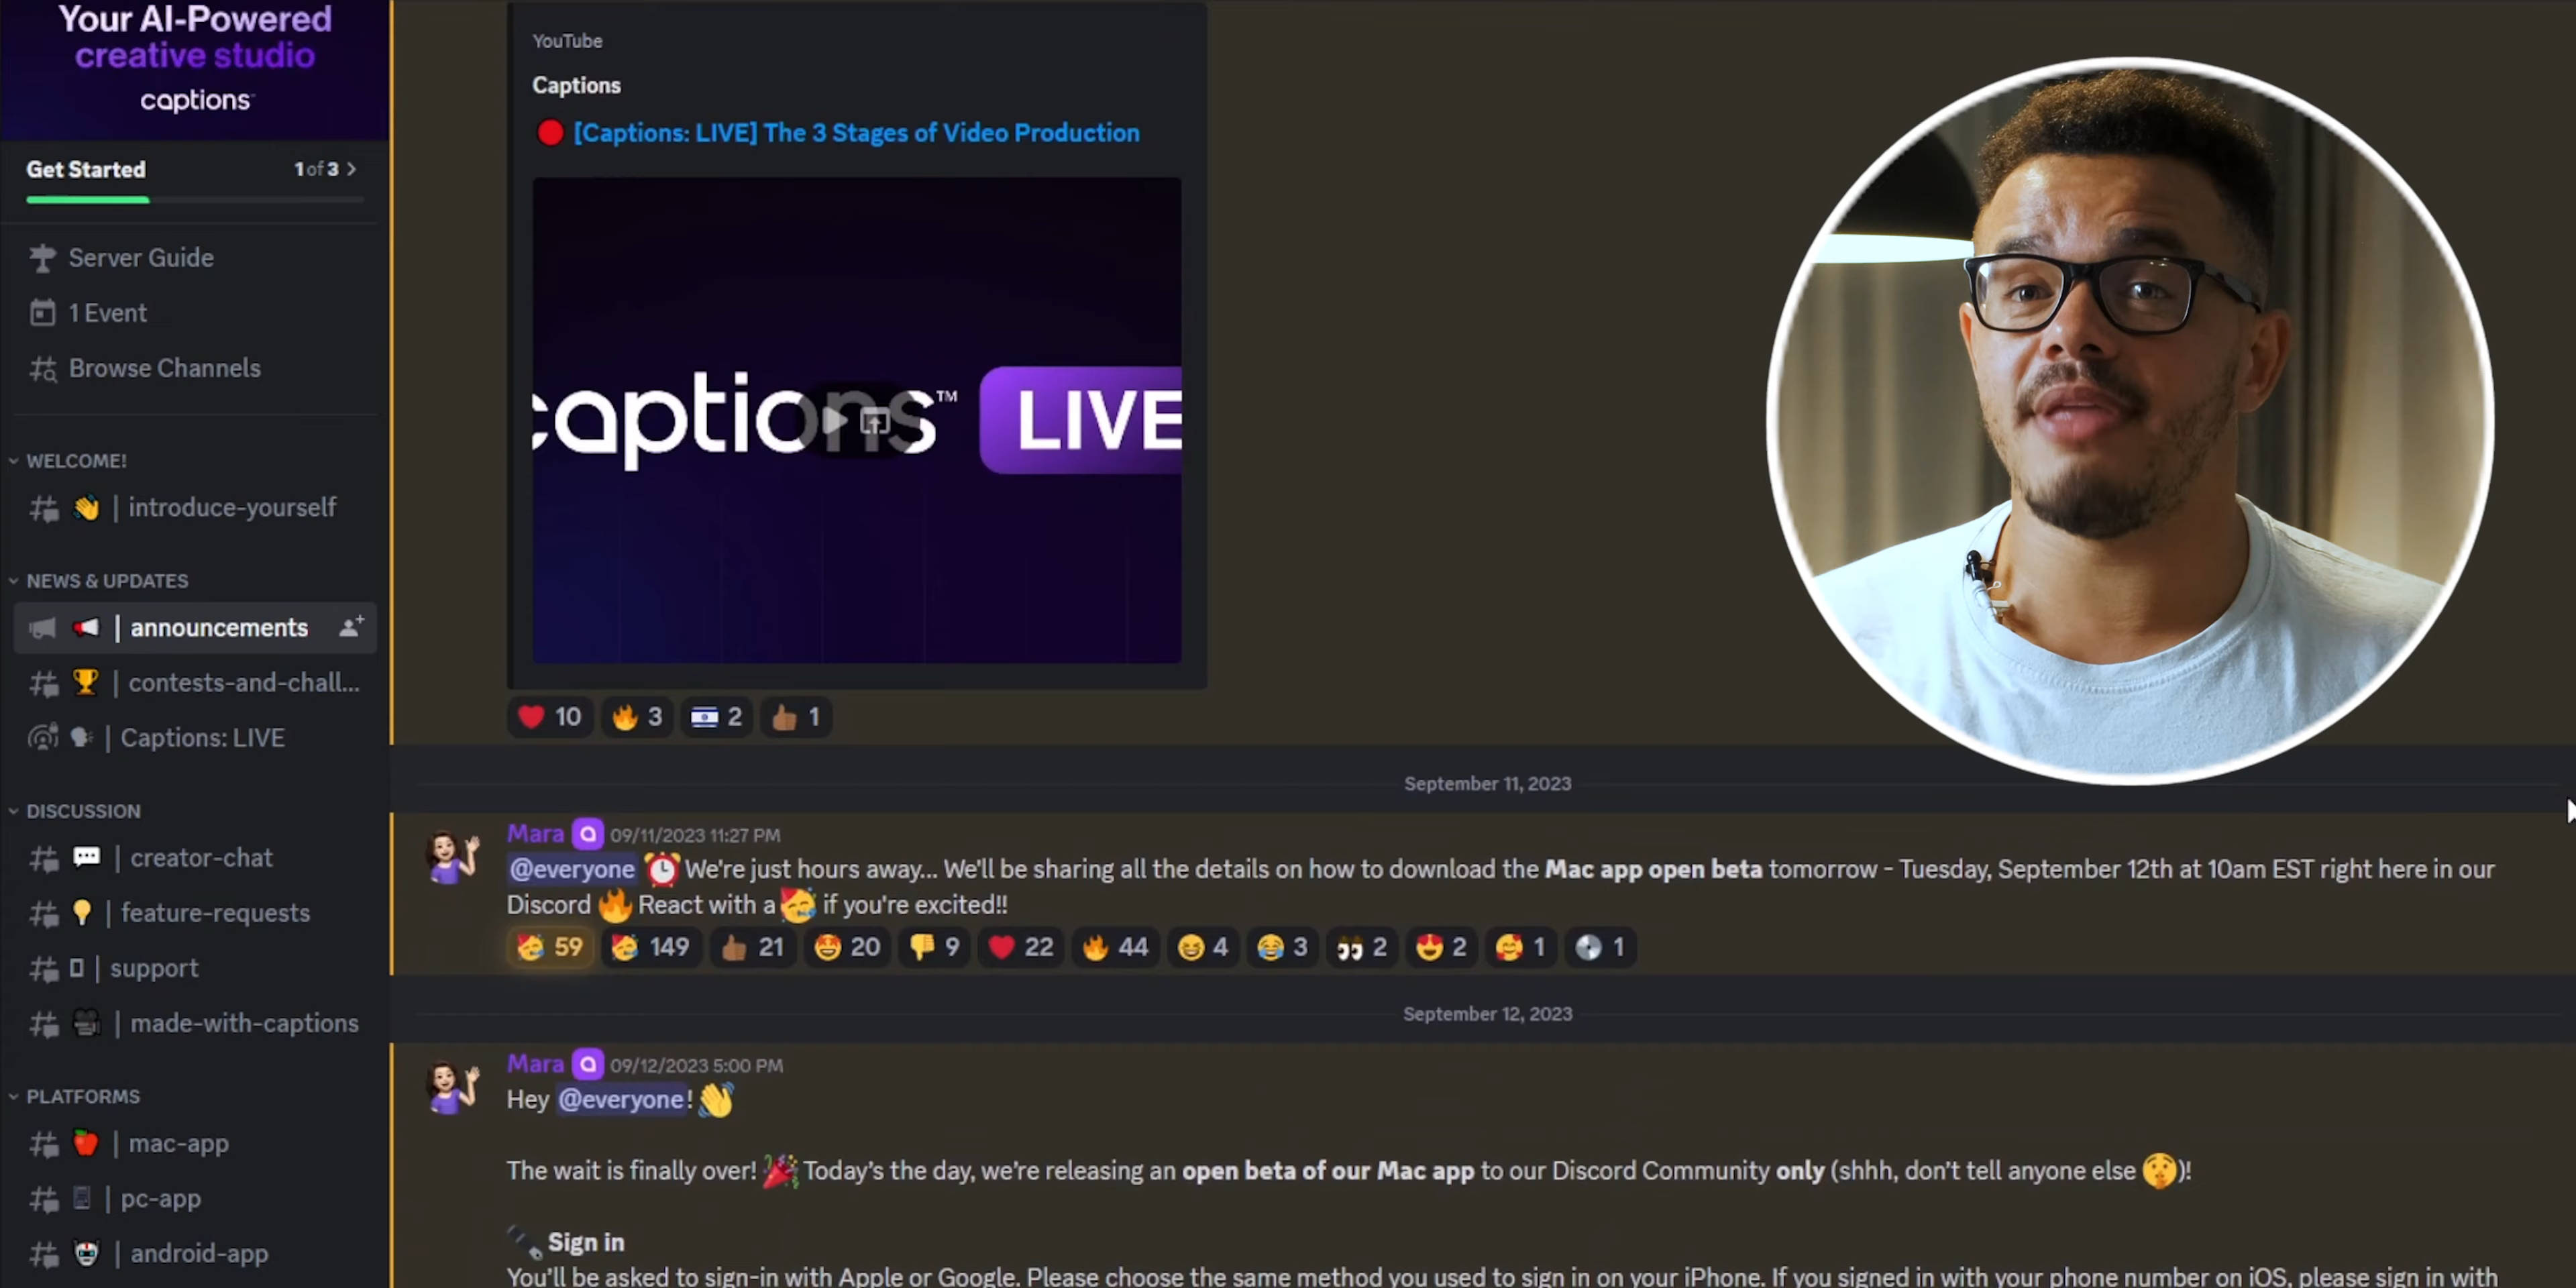 Your AI-Powered
creative studio
captions
Get Started
1 of 3
Server Guide
1 Event
Browse Channels
WELCOME!
👋 | introduce-yourself
NEWS & UPDATES
📢 | announcements
🏆 | contests-and-chall...
🗣 | Captions: LIVE
DISCUSSION
💬 | creator-chat
💡 | feature-requests
| support
🎥 | made-with-captions
PLATFORMS
🍎 | mac-app
| pc-app
🤖 | android-app
YouTube
Captions
🔴 [Captions: LIVE] The 3 Stages of Video Production
captions™ LIVE
❤️ 10 🔥 3 🇮🇱 2 👍🏾 1
September 11, 2023
Mara 09/11/2023 11:27 PM
@everyone ⏰ We're just hours away... We'll be sharing all the details on how to download the Mac app open beta tomorrow - Tuesday, September 12th at 10am EST right here in our
Discord 🔥 React with a 🥳 if you're excited!!
🥳 59 🥳 149 👍🏾 21 🤩 20 👎 9 ❤️ 22 🔥 44 😆 4 😂 3 👀 2 😍 2 🥰 1 💿 1
September 12, 2023
Mara 09/12/2023 5:00 PM
Hey @everyone! 👋
The wait is finally over! 🎉 Today's the day, we're releasing an open beta of our Mac app to our Discord Community only (shhh, don't tell anyone else 🤫)!
Sign in
You'll be asked to sign-in with Apple or Google. Please choose the same method you used to sign in on your iPhone. If you signed in with your phone number on iOS, please sign in with